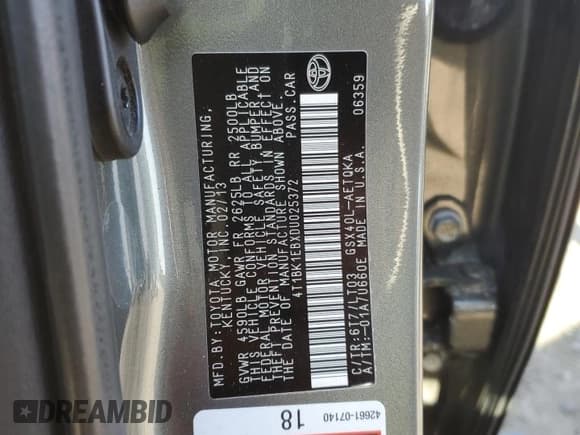 MFD.BY:TOYOTA MOTOR MANUFACTURING,
KENTUCKY, INC. 02/13
GVWR 4590LB GAWR FR 2625LB RR 2500LB
THIS VEHICLE CONFORMS TO ALL APPLICABLE
FEDERAL MOTOR VEHICLE SAFETY, BUMPER, AND
THEFT PREVENTION STANDARDS IN EFFECT ON
THE DATE OF MANUFACTURE SHOWN ABOVE.
4T1BK1EBXDU025372 PASS.CAR
C/TR:6T7/LT03 GSX40L-AETQKA
A/TM:-01A/U660E MADE IN U.S.A. 06359
42661-07140
18
DREAMBID